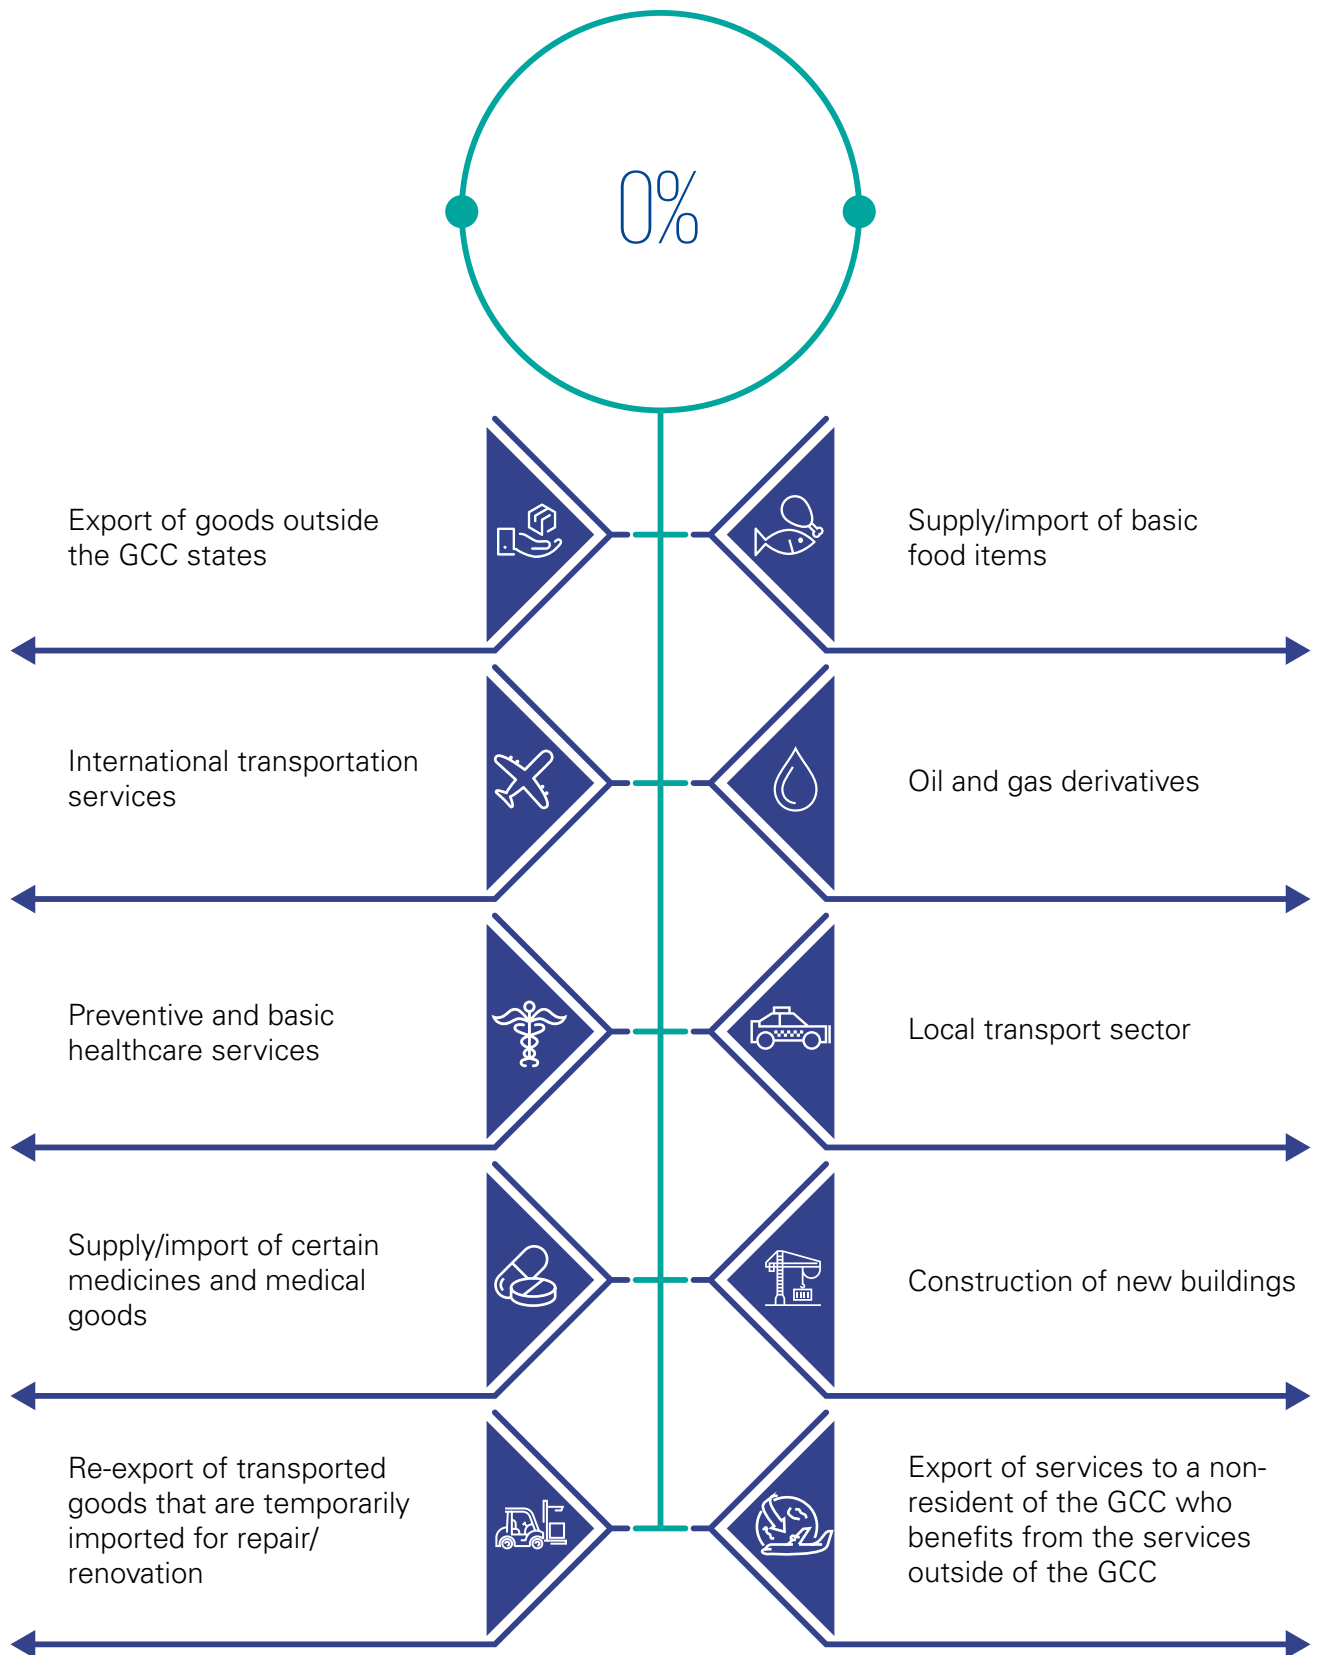 0%
Export of goods outside
the GCC states
Supply/import of basic
food items
International transportation
services
Oil and gas derivatives
Preventive and basic
healthcare services
Local transport sector
Supply/import of certain
medicines and medical
goods
Construction of new buildings
Re-export of transported
goods that are temporarily
imported for repair/
renovation
Export of services to a non-
resident of the GCC who
benefits from the services
outside of the GCC